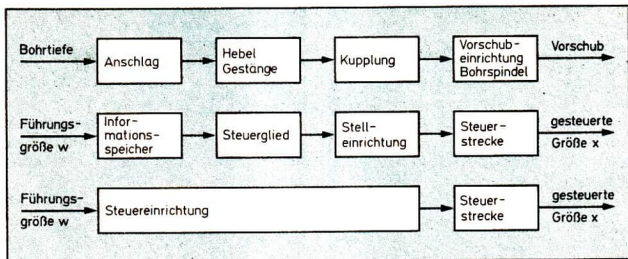 Bohrtiefe
Anschlag
Hebel
Gestänge
Kupplung
Vorschub-
einrichtung
Bohrspindel
Vorschub
Führungs-
größe w
Infor-
mations-
speicher
Steuerglied
Stell-
einrichtung
Steuer-
strecke
gesteuerte
Größe x
Führungs-
größe w
Steuereinrichtung
Steuer-
strecke
gesteuerte
Größe x